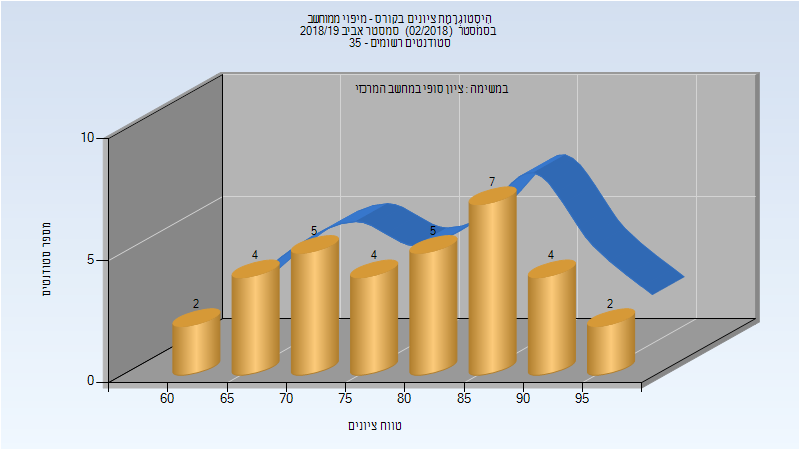 היסטוגרמת ציונים בקורס - מיפוי ממוחשב
בסמסטר (02/2018) סמסטר אביב 2018/19
סטודנטים רשומים - 35
במשימה : ציון סופי במחשב המרכזי
10
5
0
מספר סטודנטים
2
4
5
4
5
7
4
2
60 65 70 75 80 85 90 95
טווח ציונים